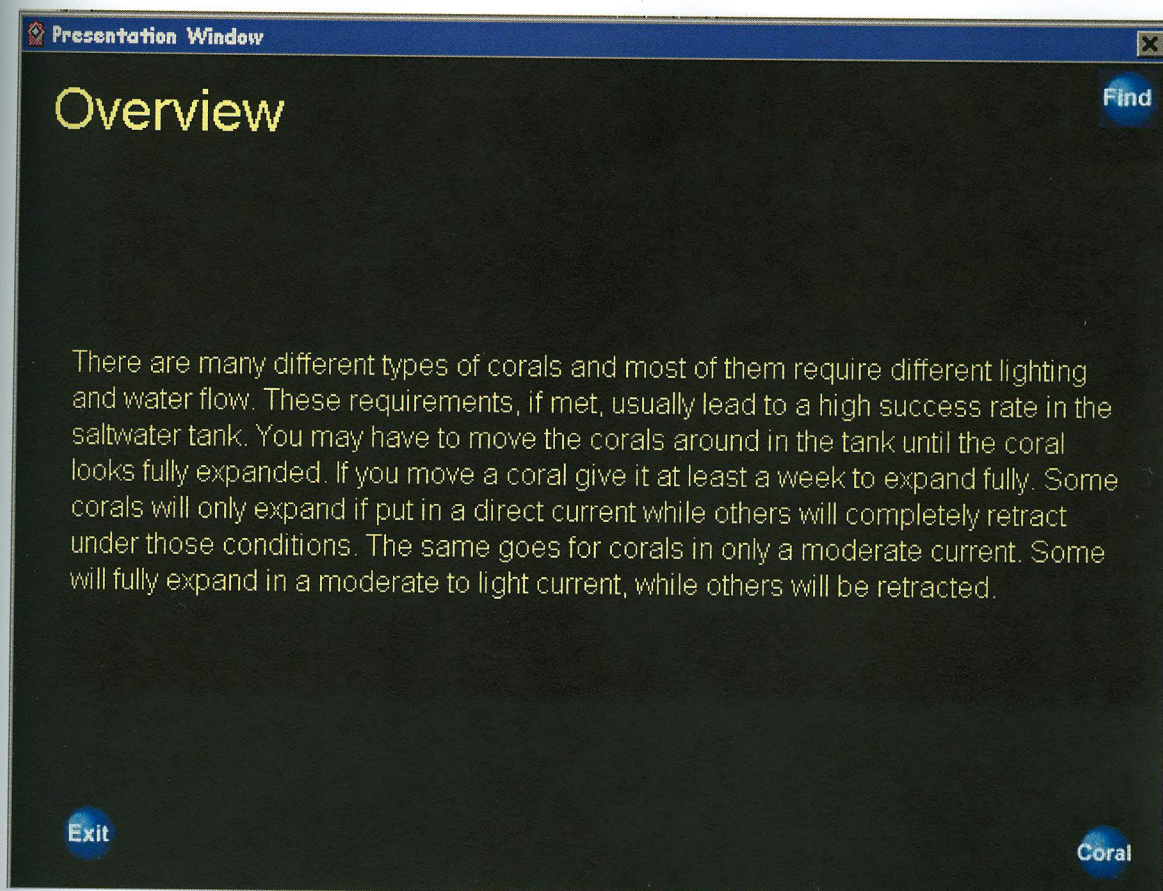 Presentation Window
Find
Overview
There are many different types of corals and most of them require different lighting
and water flow. These requirements, if met, usually lead to a high success rate in the
saltwater tank. You may have to move the corals around in the tank until the coral
looks fully expanded. If you move a coral give it at least a week to expand fully. Some
corals will only expand if put in a direct current while others will completely retract
under those conditions. The same goes for corals in only a moderate current. Some
will fully expand in a moderate to light current, while others will be retracted.
Exit
Coral